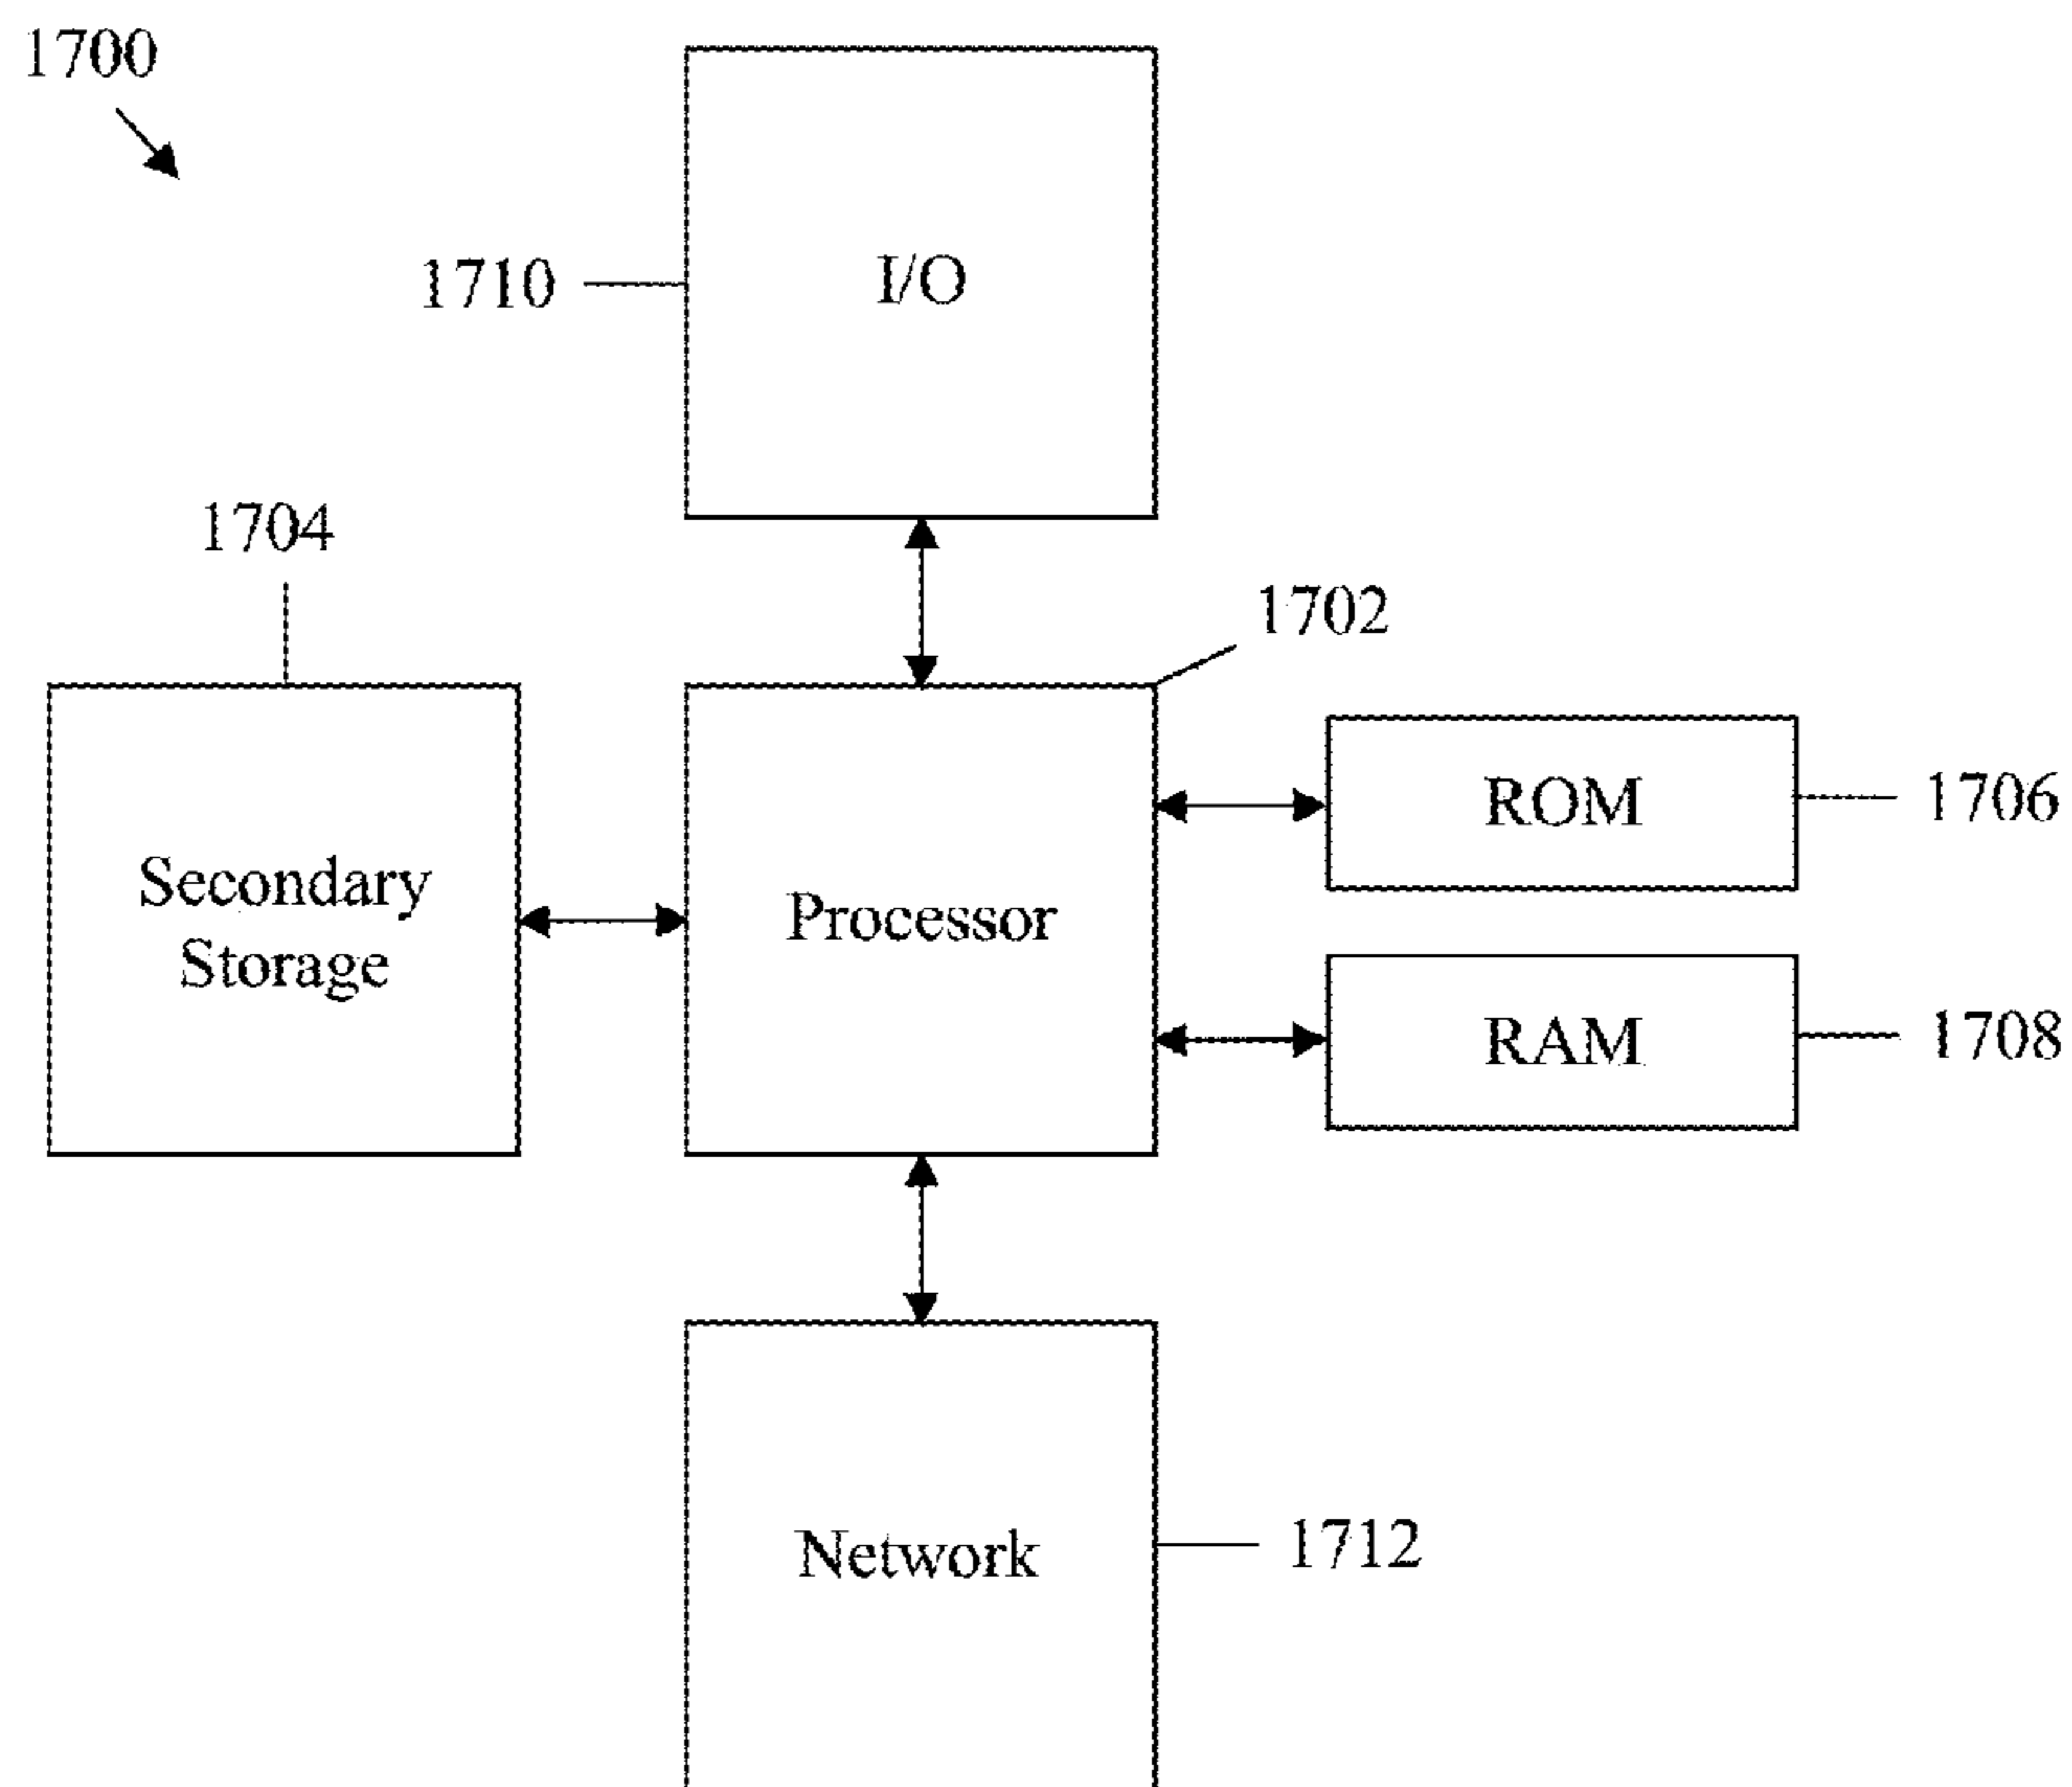 1700
I/O
1710
1704
1702
ROM
1706
Secondary
Storage
Processor
RAM
1708
Network
1712